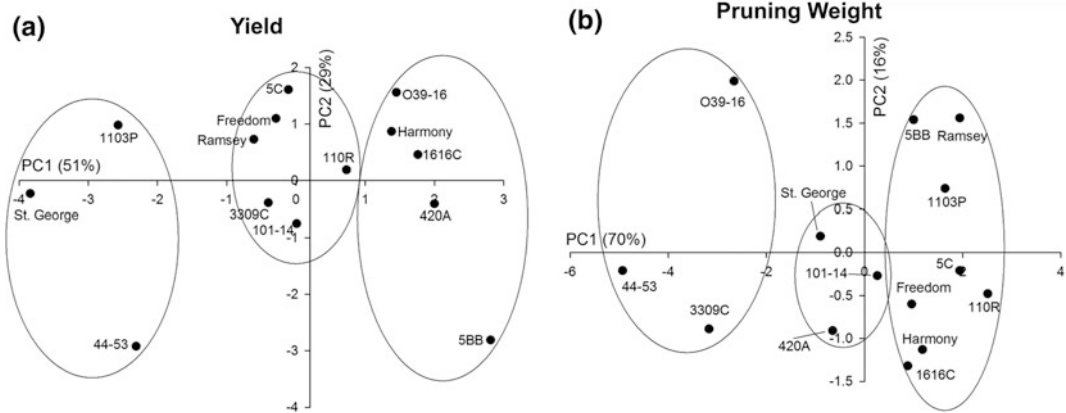 (a)
Yield
PC2 (29%)
2
1
0
-1
-2
-3
-4
PC1 (51%)
-4
-3
-2
-1
0
1
2
3
5C
O39-16
Freedom
1103P
Ramsey
Harmony
110R
1616C
St. George
3309C
101-14
420A
44-53
5BB
(b)
Pruning Weight
PC2 (16%)
2.5
2.0
1.5
1.0
0.5
0.0
-0.5
-1.0
-1.5
PC1 (70%)
-6
-4
-2
0
2
4
O39-16
5BB
Ramsey
St. George
1103P
101-14
5C
44-53
Freedom
110R
3309C
420A
Harmony
1616C